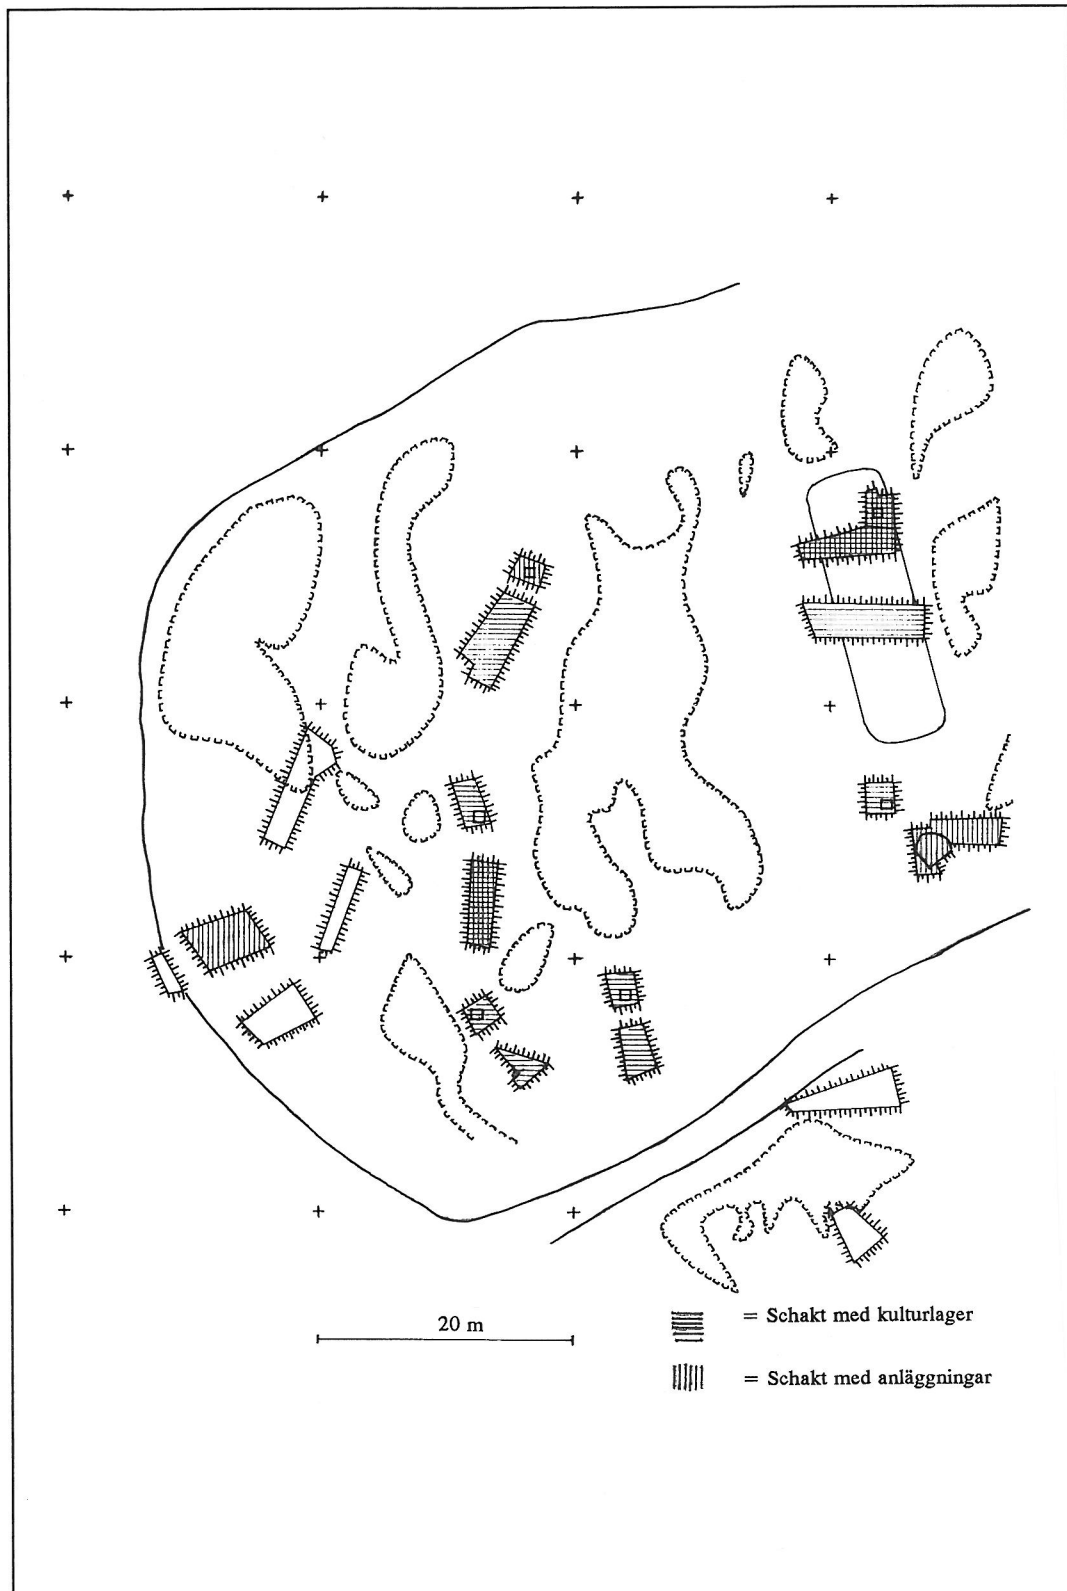 20 m
= Schakt med kulturlager
= Schakt med anläggningar